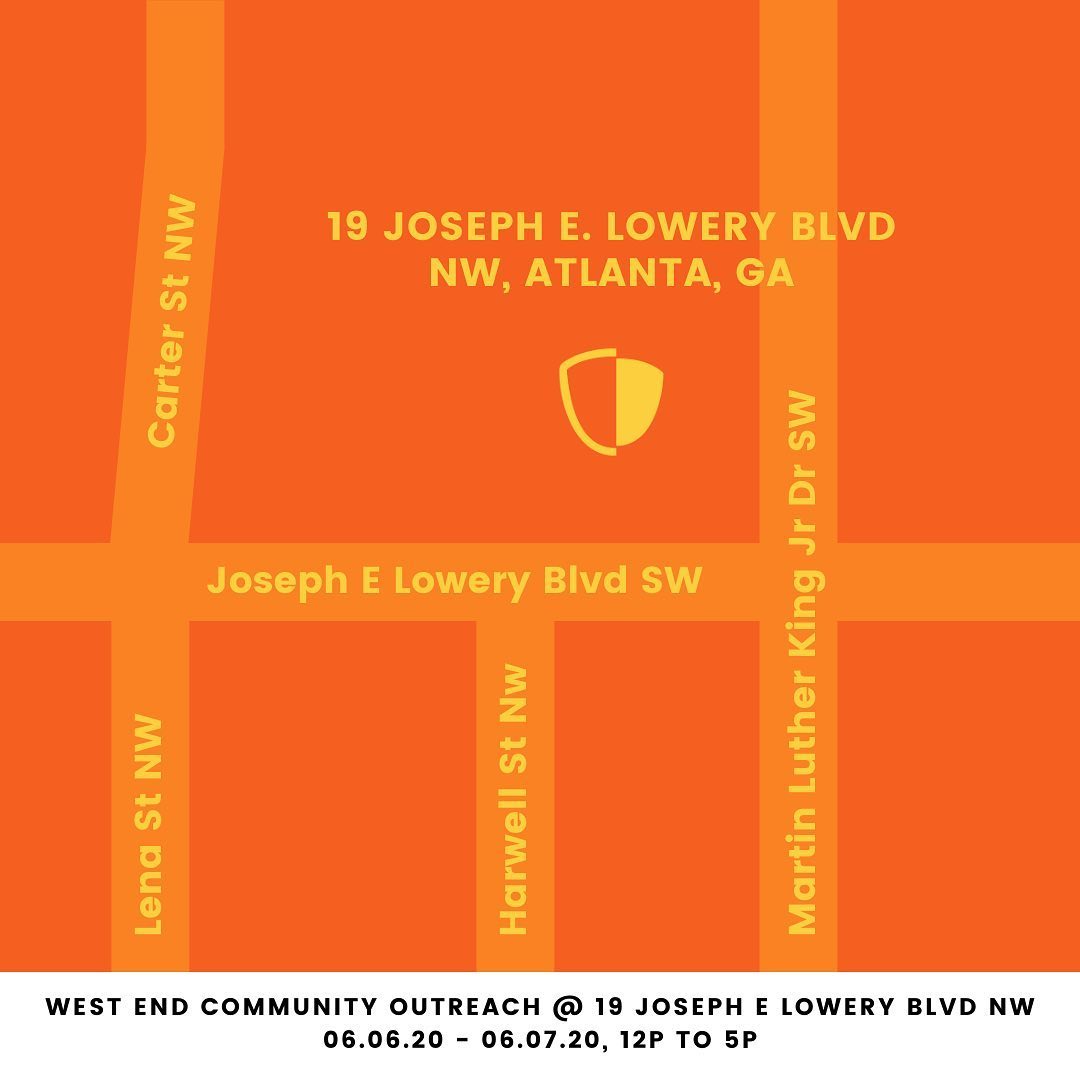 Carter St NW
19 JOSEPH E. LOWERY BLVD
NW, ATLANTA, GA
Joseph E Lowery Blvd SW
Lena St NW
Harwell St Nw
Martin Luther King Jr Dr SW
WEST END COMMUNITY OUTREACH @ 19 JOSEPH E LOWERY BLVD NW
06.06.20 - 06.07.20, 12P TO 5P